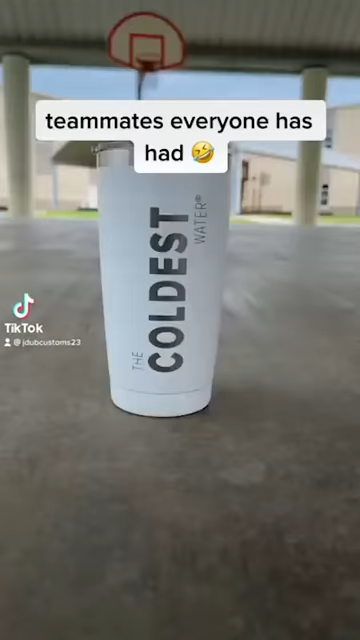 teammates everyone has
had 🤣
THE
COLDEST
WATER®
TikTok
@jdubcustoms23